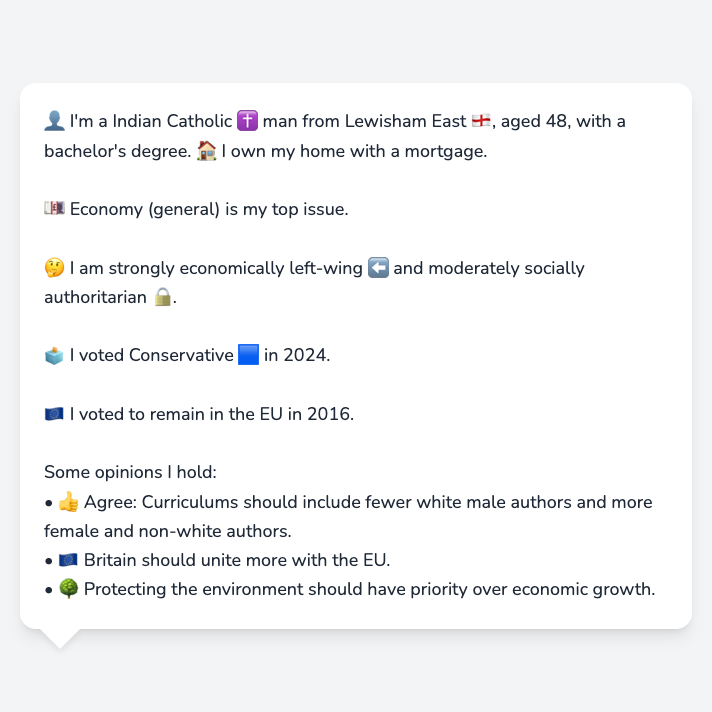 👤 I'm a Indian Catholic ✝️ man from Lewisham East 🏴󠁧󠁢󠁥󠁮󠁧󠁿, aged 48, with a
bachelor's degree. 🏠 I own my home with a mortgage.
💷 Economy (general) is my top issue.
🤔 I am strongly economically left-wing ⬅️ and moderately socially
authoritarian 🔒.
🗳️ I voted Conservative 🟦 in 2024.
🇪🇺 I voted to remain in the EU in 2016.
Some opinions I hold:
• 👍 Agree: Curriculums should include fewer white male authors and more
female and non-white authors.
• 🇪🇺 Britain should unite more with the EU.
• 🌳 Protecting the environment should have priority over economic growth.